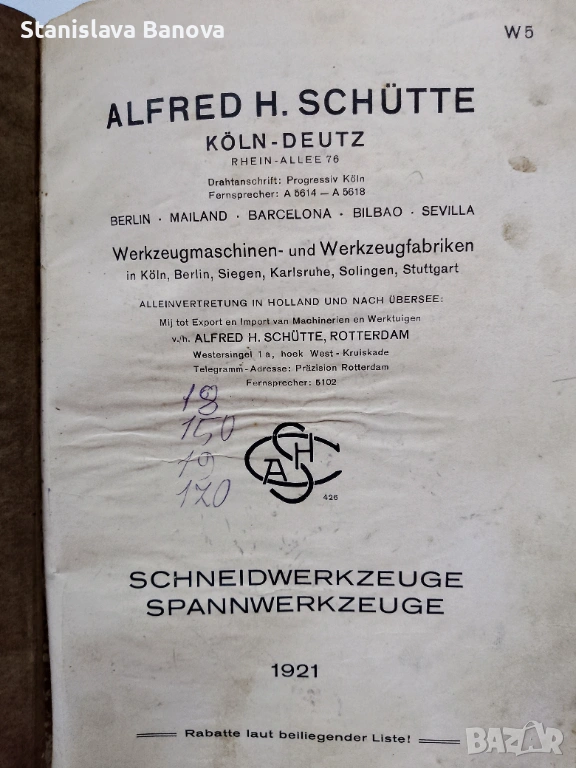 Stanislava Banova
W 5
ALFRED H. SCHÜTTE
KÖLN-DEUTZ
RHEIN-ALLEE 76
Drahtanschrift: Progressiv Köln
Fernsprecher: A 5614 — A 5618
BERLIN · MAILAND · BARCELONA · BILBAO · SEVILLA
Werkzeugmaschinen- und Werkzeugfabriken
in Köln, Berlin, Siegen, Karlsruhe, Solingen, Stuttgart
ALLEINVERTRETUNG IN HOLLAND UND NACH ÜBERSEE:
Mij tot Export en Import van Machinerien en Werktuigen
v./h. ALFRED H. SCHÜTTE, ROTTERDAM
Westersingel 1a, hoek West-Kruiskade
Telegramm-Adresse: Präzision Rotterdam
Fernsprecher: 5102
18
150
19
120
ASH
426
SCHNEIDWERKZEUGE
SPANNWERKZEUGE
1921
Rabatte laut beiliegender Liste!
BAZAR